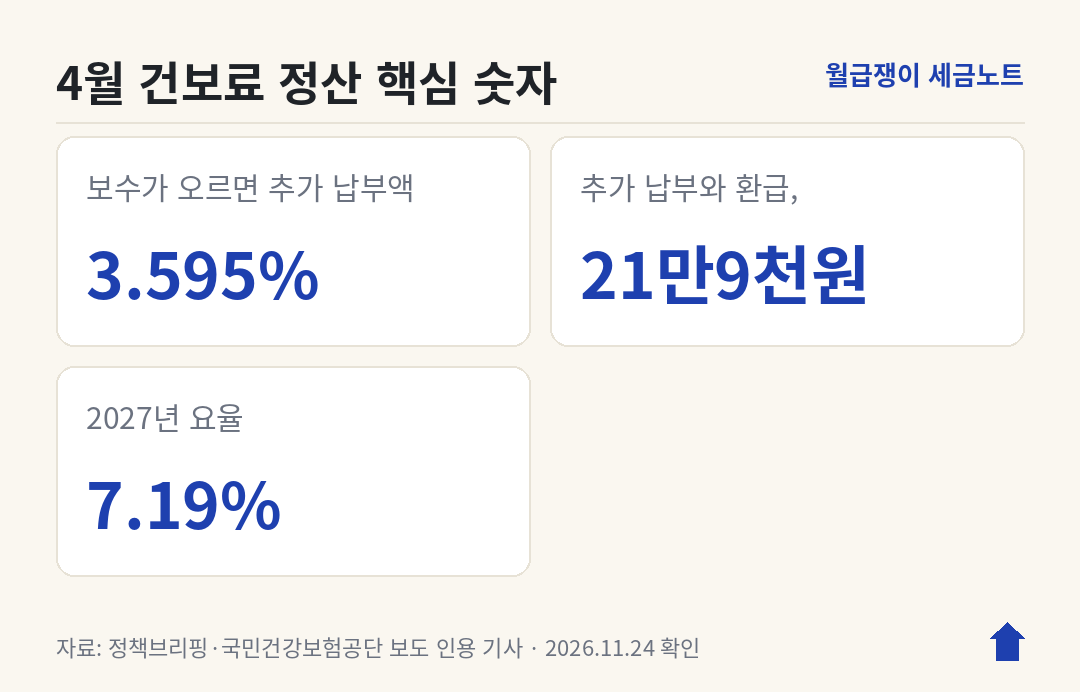 4월 건보료 정산 핵심 숫자
월급쟁이 세금노트
보수가 오르면 추가 납부액
3.595%
추가 납부와 환급,
21만9천원
2027년 요율
7.19%
자료: 정책브리핑·국민건강보험공단 보도 인용 기사 · 2026.11.24 확인